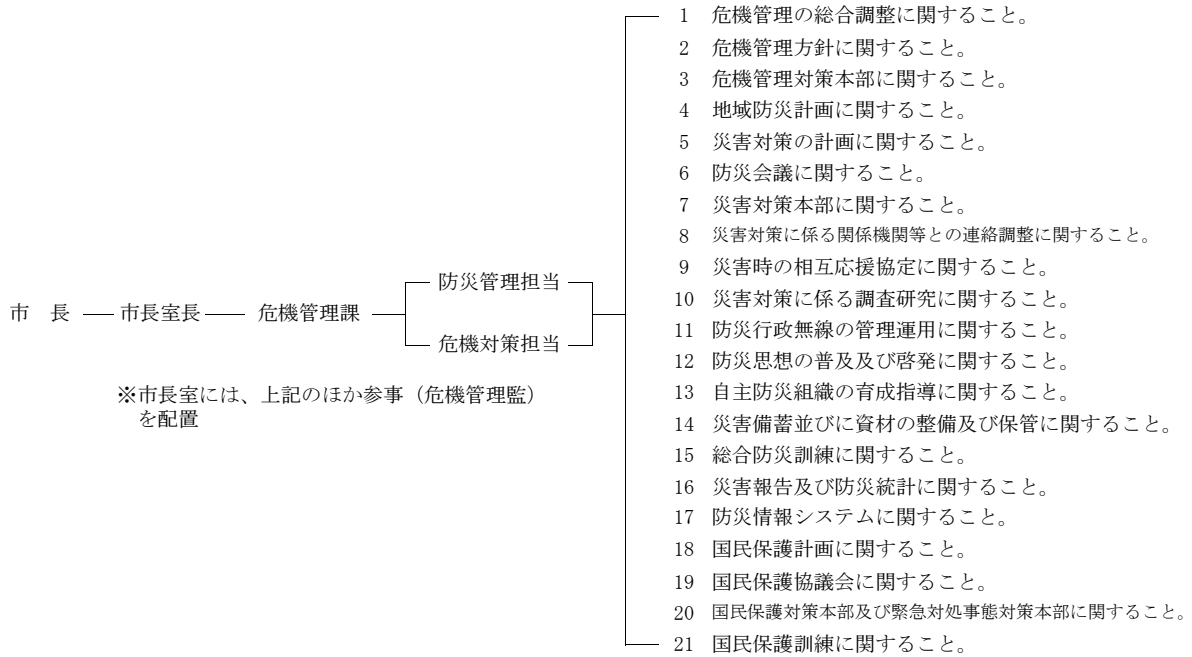 1 危機管理の総合調整に関すること。
2 危機管理方針に関すること。
3 危機管理対策本部に関すること。
4 地域防災計画に関すること。
5 災害対策の計画に関すること。
6 防災会議に関すること。
7 災害対策本部に関すること。
8 災害対策に係る関係機関等との連絡調整に関すること。
9 災害時の相互応援協定に関すること。
10 災害対策に係る調査研究に関すること。
11 防災行政無線の管理運用に関すること。
12 防災思想の普及及び啓発に関すること。
13 自主防災組織の育成指導に関すること。
14 災害備蓄並びに資材の整備及び保管に関すること。
15 総合防災訓練に関すること。
16 災害報告及び防災統計に関すること。
17 防災情報システムに関すること。
18 国民保護計画に関すること。
19 国民保護協議会に関すること。
20 国民保護対策本部及び緊急対処事態対策本部に関すること。
21 国民保護訓練に関すること。
防災管理担当
市　長 市長室長 危機管理課
危機対策担当
※市長室には、上記のほか参事（危機管理監）
を配置